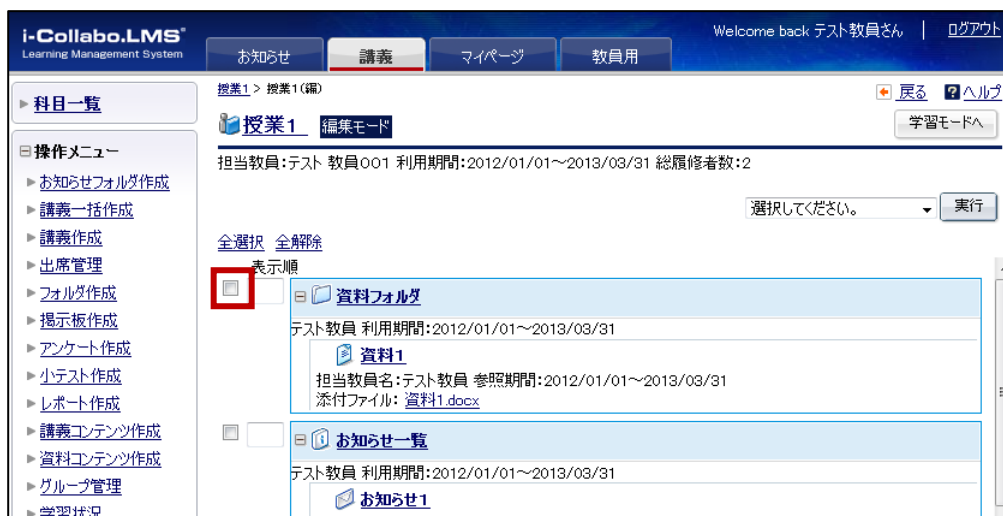 i-Collabo.LMS
Learning Management System
Welcome back テスト教員さん | ログアウト
お知らせ 講義 マイページ 教員用
科目一覧
操作メニュー
お知らせフォルダ作成
講義一括作成
講義作成
出席管理
フォルダ作成
掲示板作成
アンケート作成
小テスト作成
レポート作成
講義コンテンツ作成
資料コンテンツ作成
グループ管理
学習状況
授業1 > 授業1(編)
戻る ヘルプ
授業1 編集モード
学習モードへ
担当教員:テスト 教員001 利用期間:2012/01/01～2013/03/31 総履修者数:2
選択してください。 実行
全選択 全解除
表示順
資料フォルダ
テスト教員 利用期間:2012/01/01～2013/03/31
資料1
担当教員名:テスト教員 参照期間:2012/01/01～2013/03/31
添付ファイル: 資料1.docx
お知らせ一覧
テスト教員 利用期間:2012/01/01～2013/03/31
お知らせ1